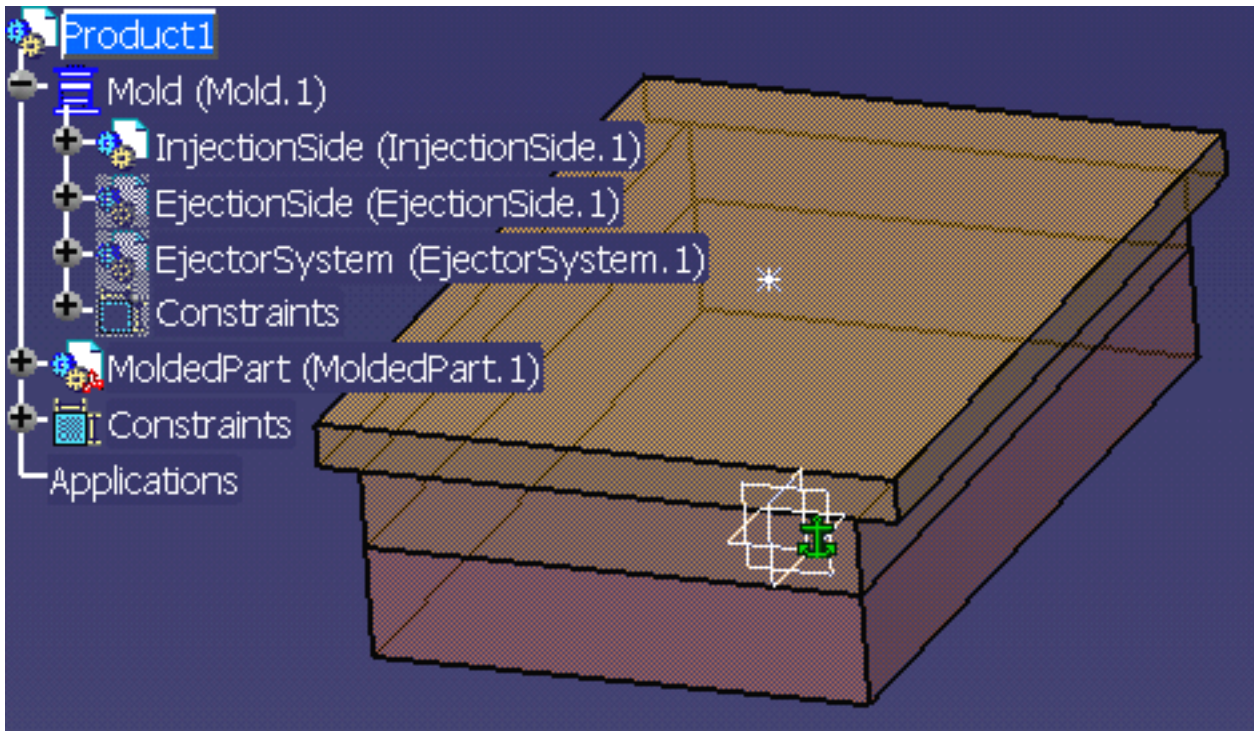 Product1
Mold (Mold.1)
InjectionSide (InjectionSide.1)
EjectionSide (EjectionSide.1)
EjectorSystem (EjectorSystem.1)
Constraints
MoldedPart (MoldedPart.1)
Constraints
Applications